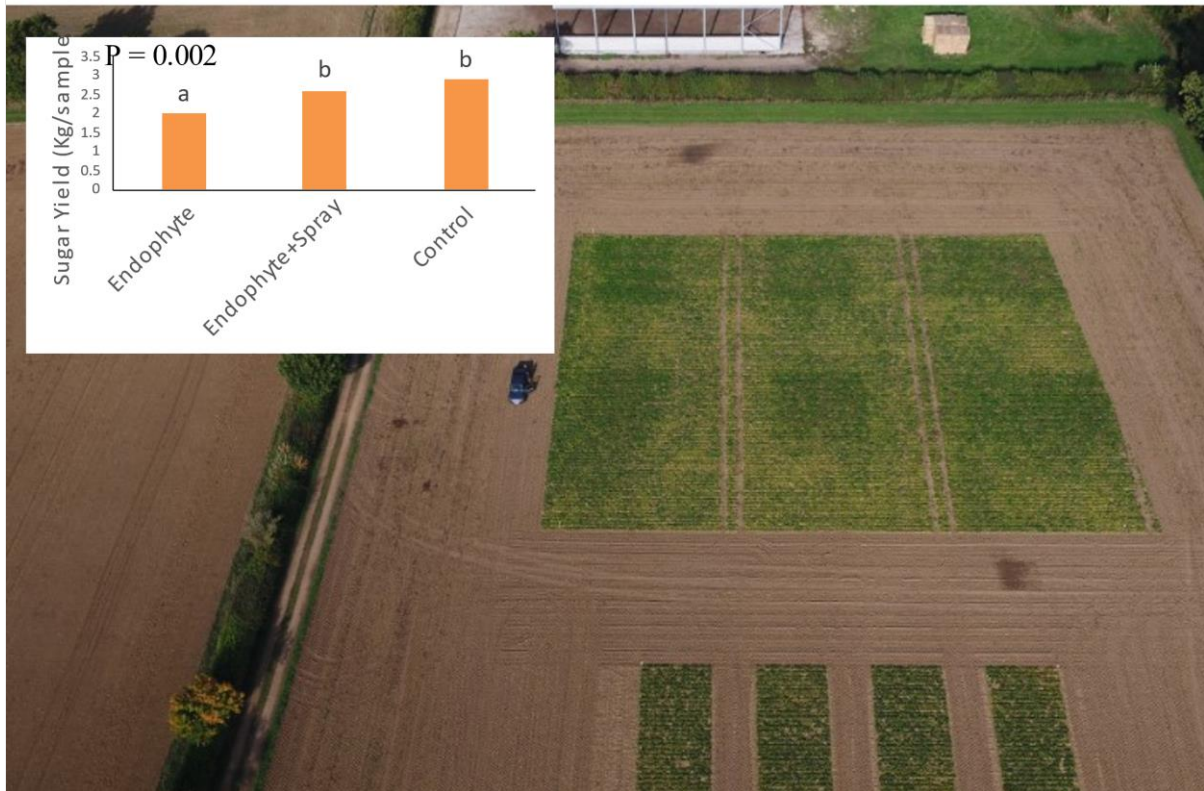 P = 0.002
Sugar Yield (Kg/sample
3.5
3
2.5
2
1.5
1
0.5
0
a
b
b
Endophyte
Endophyte+Spray
Control